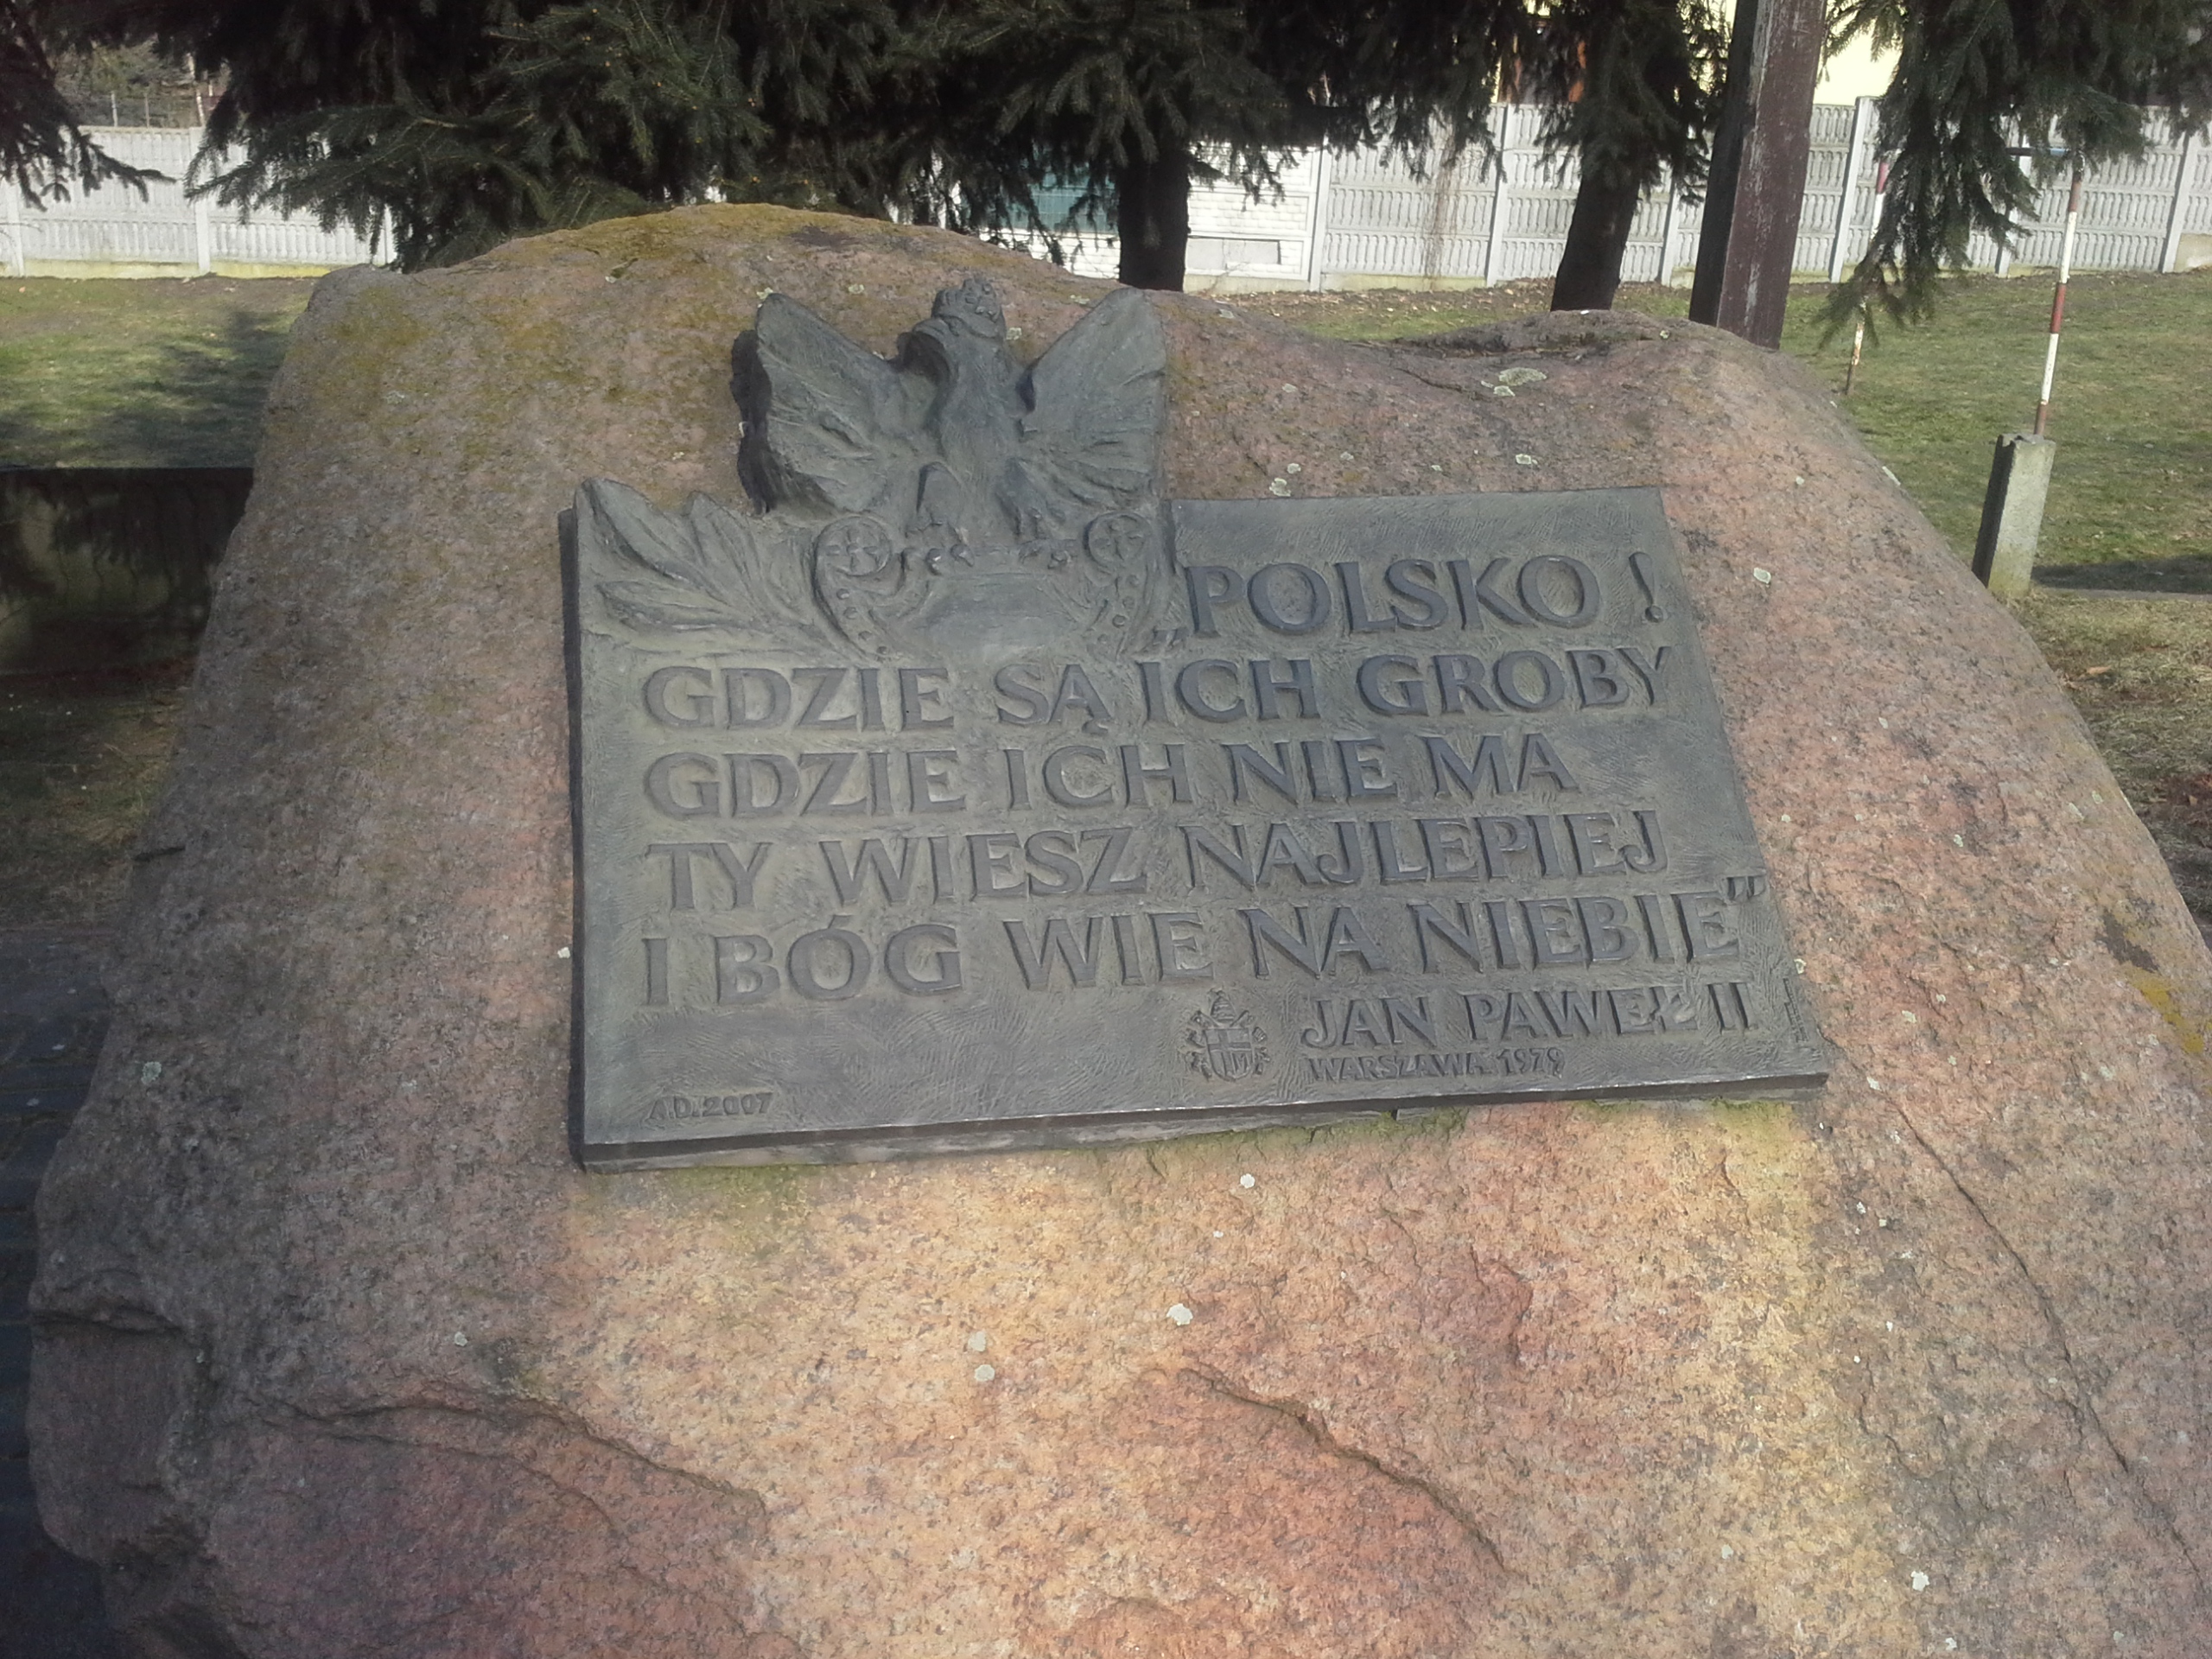 „POLSKO !
GDZIE SĄ ICH GROBY
GDZIE ICH NIE MA
TY WIESZ NAJLEPIEJ
I BÓG WIE NA NIEBIE”
JAN PAWEŁ II
WARSZAWA 1979
A.D. 2007